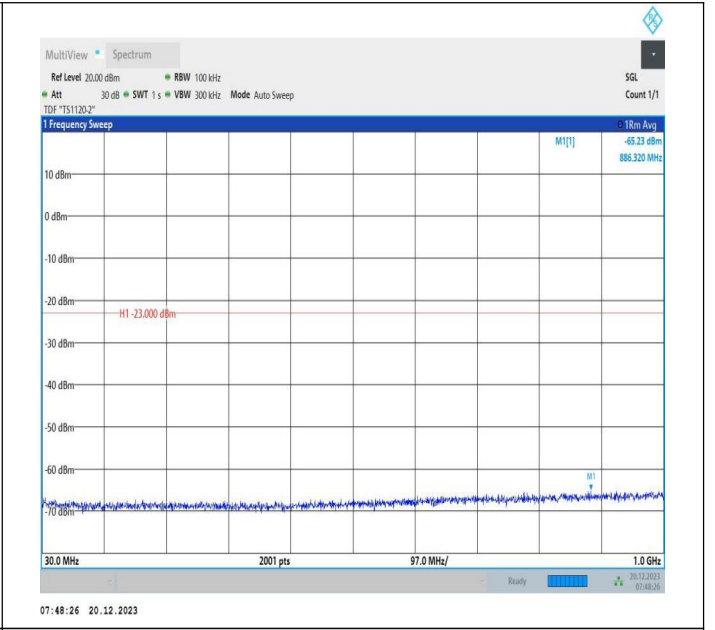 MultiView Spectrum
Ref Level 20.00 dBm RBW 100 kHz SGL
Att 30 dB SWT 1 s VBW 300 kHz Mode Auto Sweep Count 1/1
TDF "TS1120-2"
1 Frequency Sweep 1Rm Avg
M1[1] -65.23 dBm
886.320 MHz
10 dBm
0 dBm
-10 dBm
-20 dBm
H1 -23.000 dBm
-30 dBm
-40 dBm
-50 dBm
-60 dBm
M1
-70 dBm
30.0 MHz 2001 pts 97.0 MHz/ 1.0 GHz
Ready 20.12.2023
07:48:26
07:48:26 20.12.2023